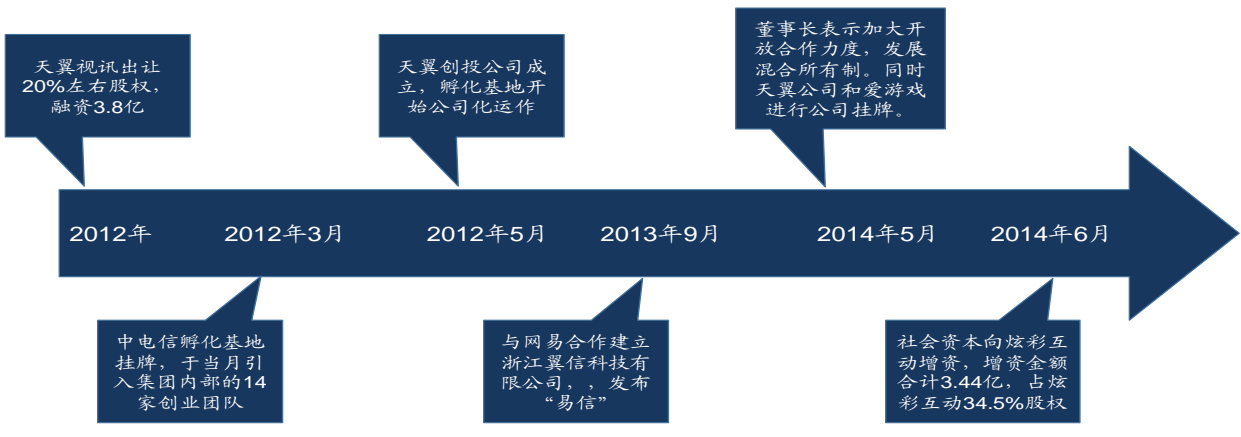 天翼视讯出让
20%左右股权，
融资3.8亿
天翼创投公司成
立，孵化基地开
始公司化运作
董事长表示加大开
放合作力度，发展
混合所有制。同时
天翼公司和爱游戏
进行公司挂牌。
2012年
2012年3月
2012年5月
2013年9月
2014年5月
2014年6月
中电信孵化基地
挂牌，于当月引
入集团内部的14
家创业团队
与网易合作建立
浙江翼信科技有
限公司，，发布
“易信”
社会资本向炫彩互
动增资，增资金额
合计3.44亿，占炫
彩互动34.5%股权